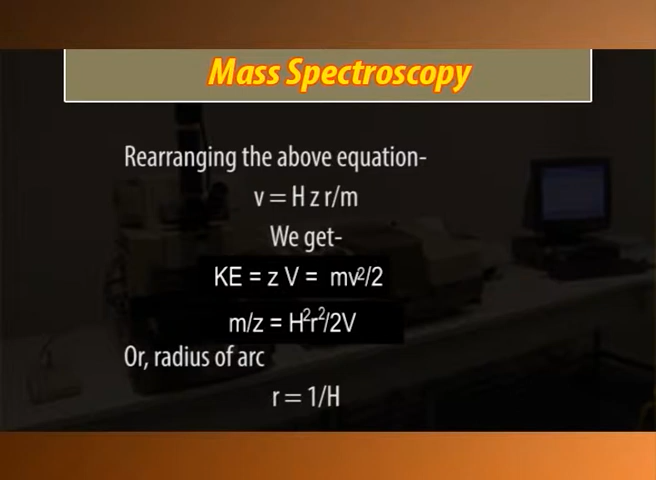 Mass Spectroscopy
Rearranging the above equation-
v = H z r/m
We get-
KE = z V = mv²/2
m/z = H²r²/2V
Or, radius of arc
r = 1/H